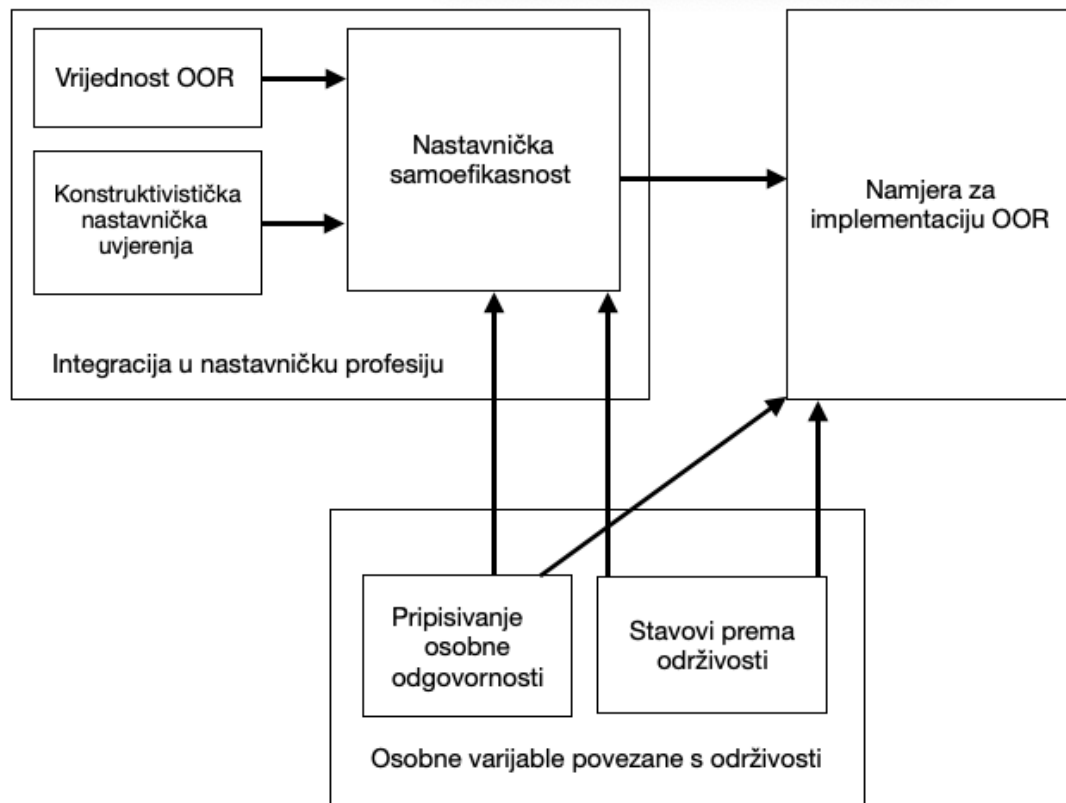 Vrijednost OOR
Konstruktivistička
nastavnička
uvjerenja
Nastavnička
samoefikasnost
Integracija u nastavničku profesiju
Namjera za
implementaciju OOR
Pripisivanje
osobne
odgovornosti
Stavovi prema
održivosti
Osobne varijable povezane s održivosti